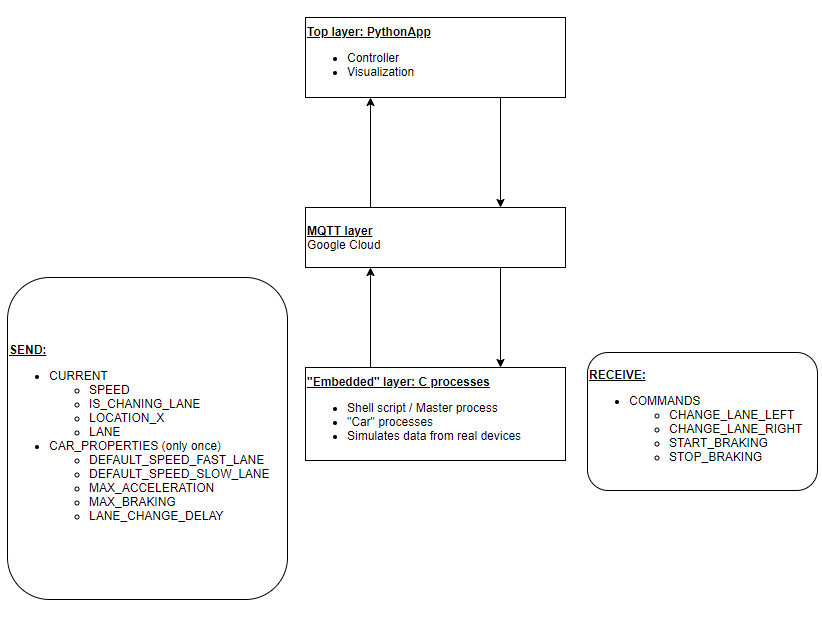 Top layer: PythonApp
Controller
Visualization
MQTT layer
Google Cloud
SEND:
CURRENT
SPEED
IS_CHANING_LANE
LOCATION_X
LANE
CAR_PROPERTIES (only once)
DEFAULT_SPEED_FAST_LANE
DEFAULT_SPEED_SLOW_LANE
MAX_ACCELERATION
MAX_BRAKING
LANE_CHANGE_DELAY
"Embedded" layer: C processes
Shell script / Master process
"Car" processes
Simulates data from real devices
RECEIVE:
COMMANDS
CHANGE_LANE_LEFT
CHANGE_LANE_RIGHT
START_BRAKING
STOP_BRAKING